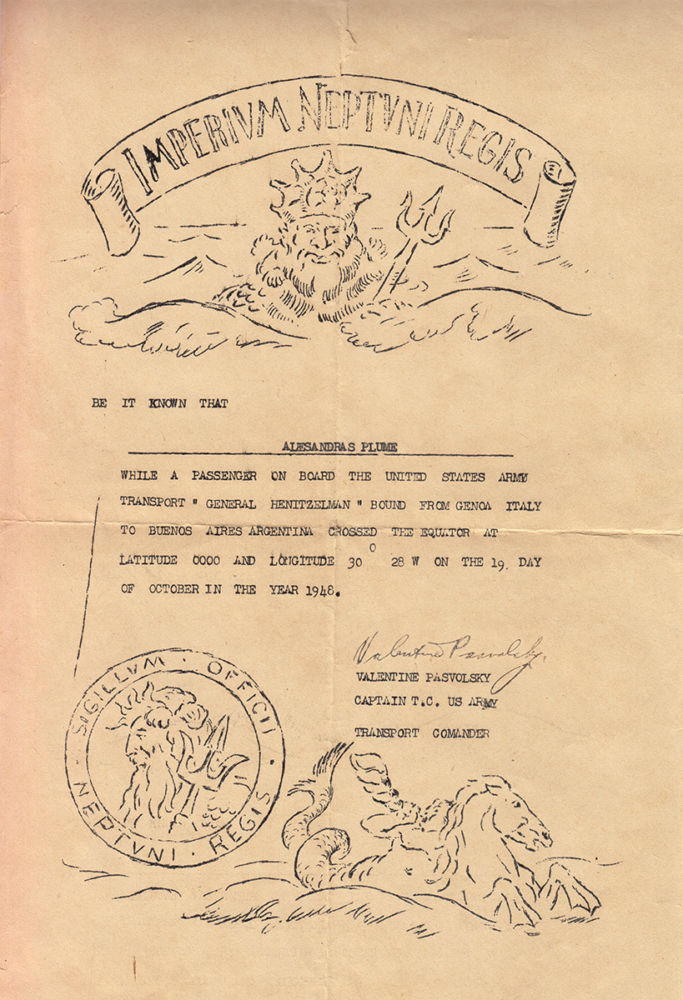 IMPERIVM NEPTVNI REGIS
BE IT KNOWN THAT
ALESANDRAS PLUME
WHILE A PASSENGER ON BOARD THE UNITED STATES ARMY
TRANSPORT " GENERAL HENITZELMAN " BOUND FROM GENOA ITALY
TO BUENOS AIRES ARGENTINA CROSSED THE EQUATOR AT
LATITUDE 0000 AND LONGITUDE 30° 28 W ON THE 19. DAY
OF OCTOBER IN THE YEAR 1948.
Valentine Pasvolsky.
VALENTINE PASVOLSKY
CAPTAIN T.C. US ARMY
TRANSPORT COMANDER
SIGILLVM · OFFICII · NEPTVNI · REGIS ·